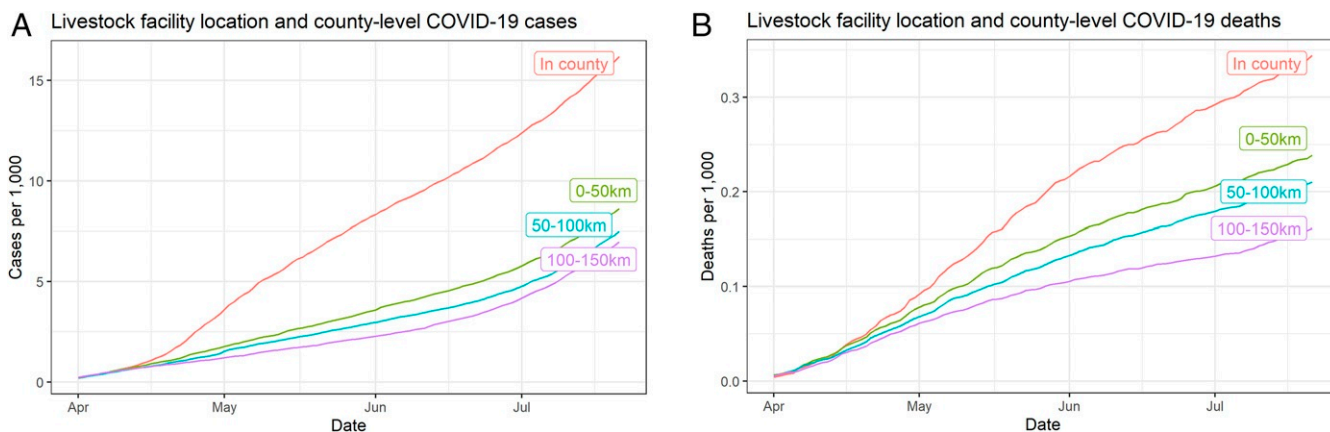 A
Livestock facility location and county-level COVID-19 cases
Cases per 1,000
15
10
5
0
In county
0-50km
50-100km
100-150km
Apr
May
Jun
Jul
Date
B
Livestock facility location and county-level COVID-19 deaths
Deaths per 1,000
0.3
0.2
0.1
0.0
In county
0-50km
50-100km
100-150km
Apr
May
Jun
Jul
Date